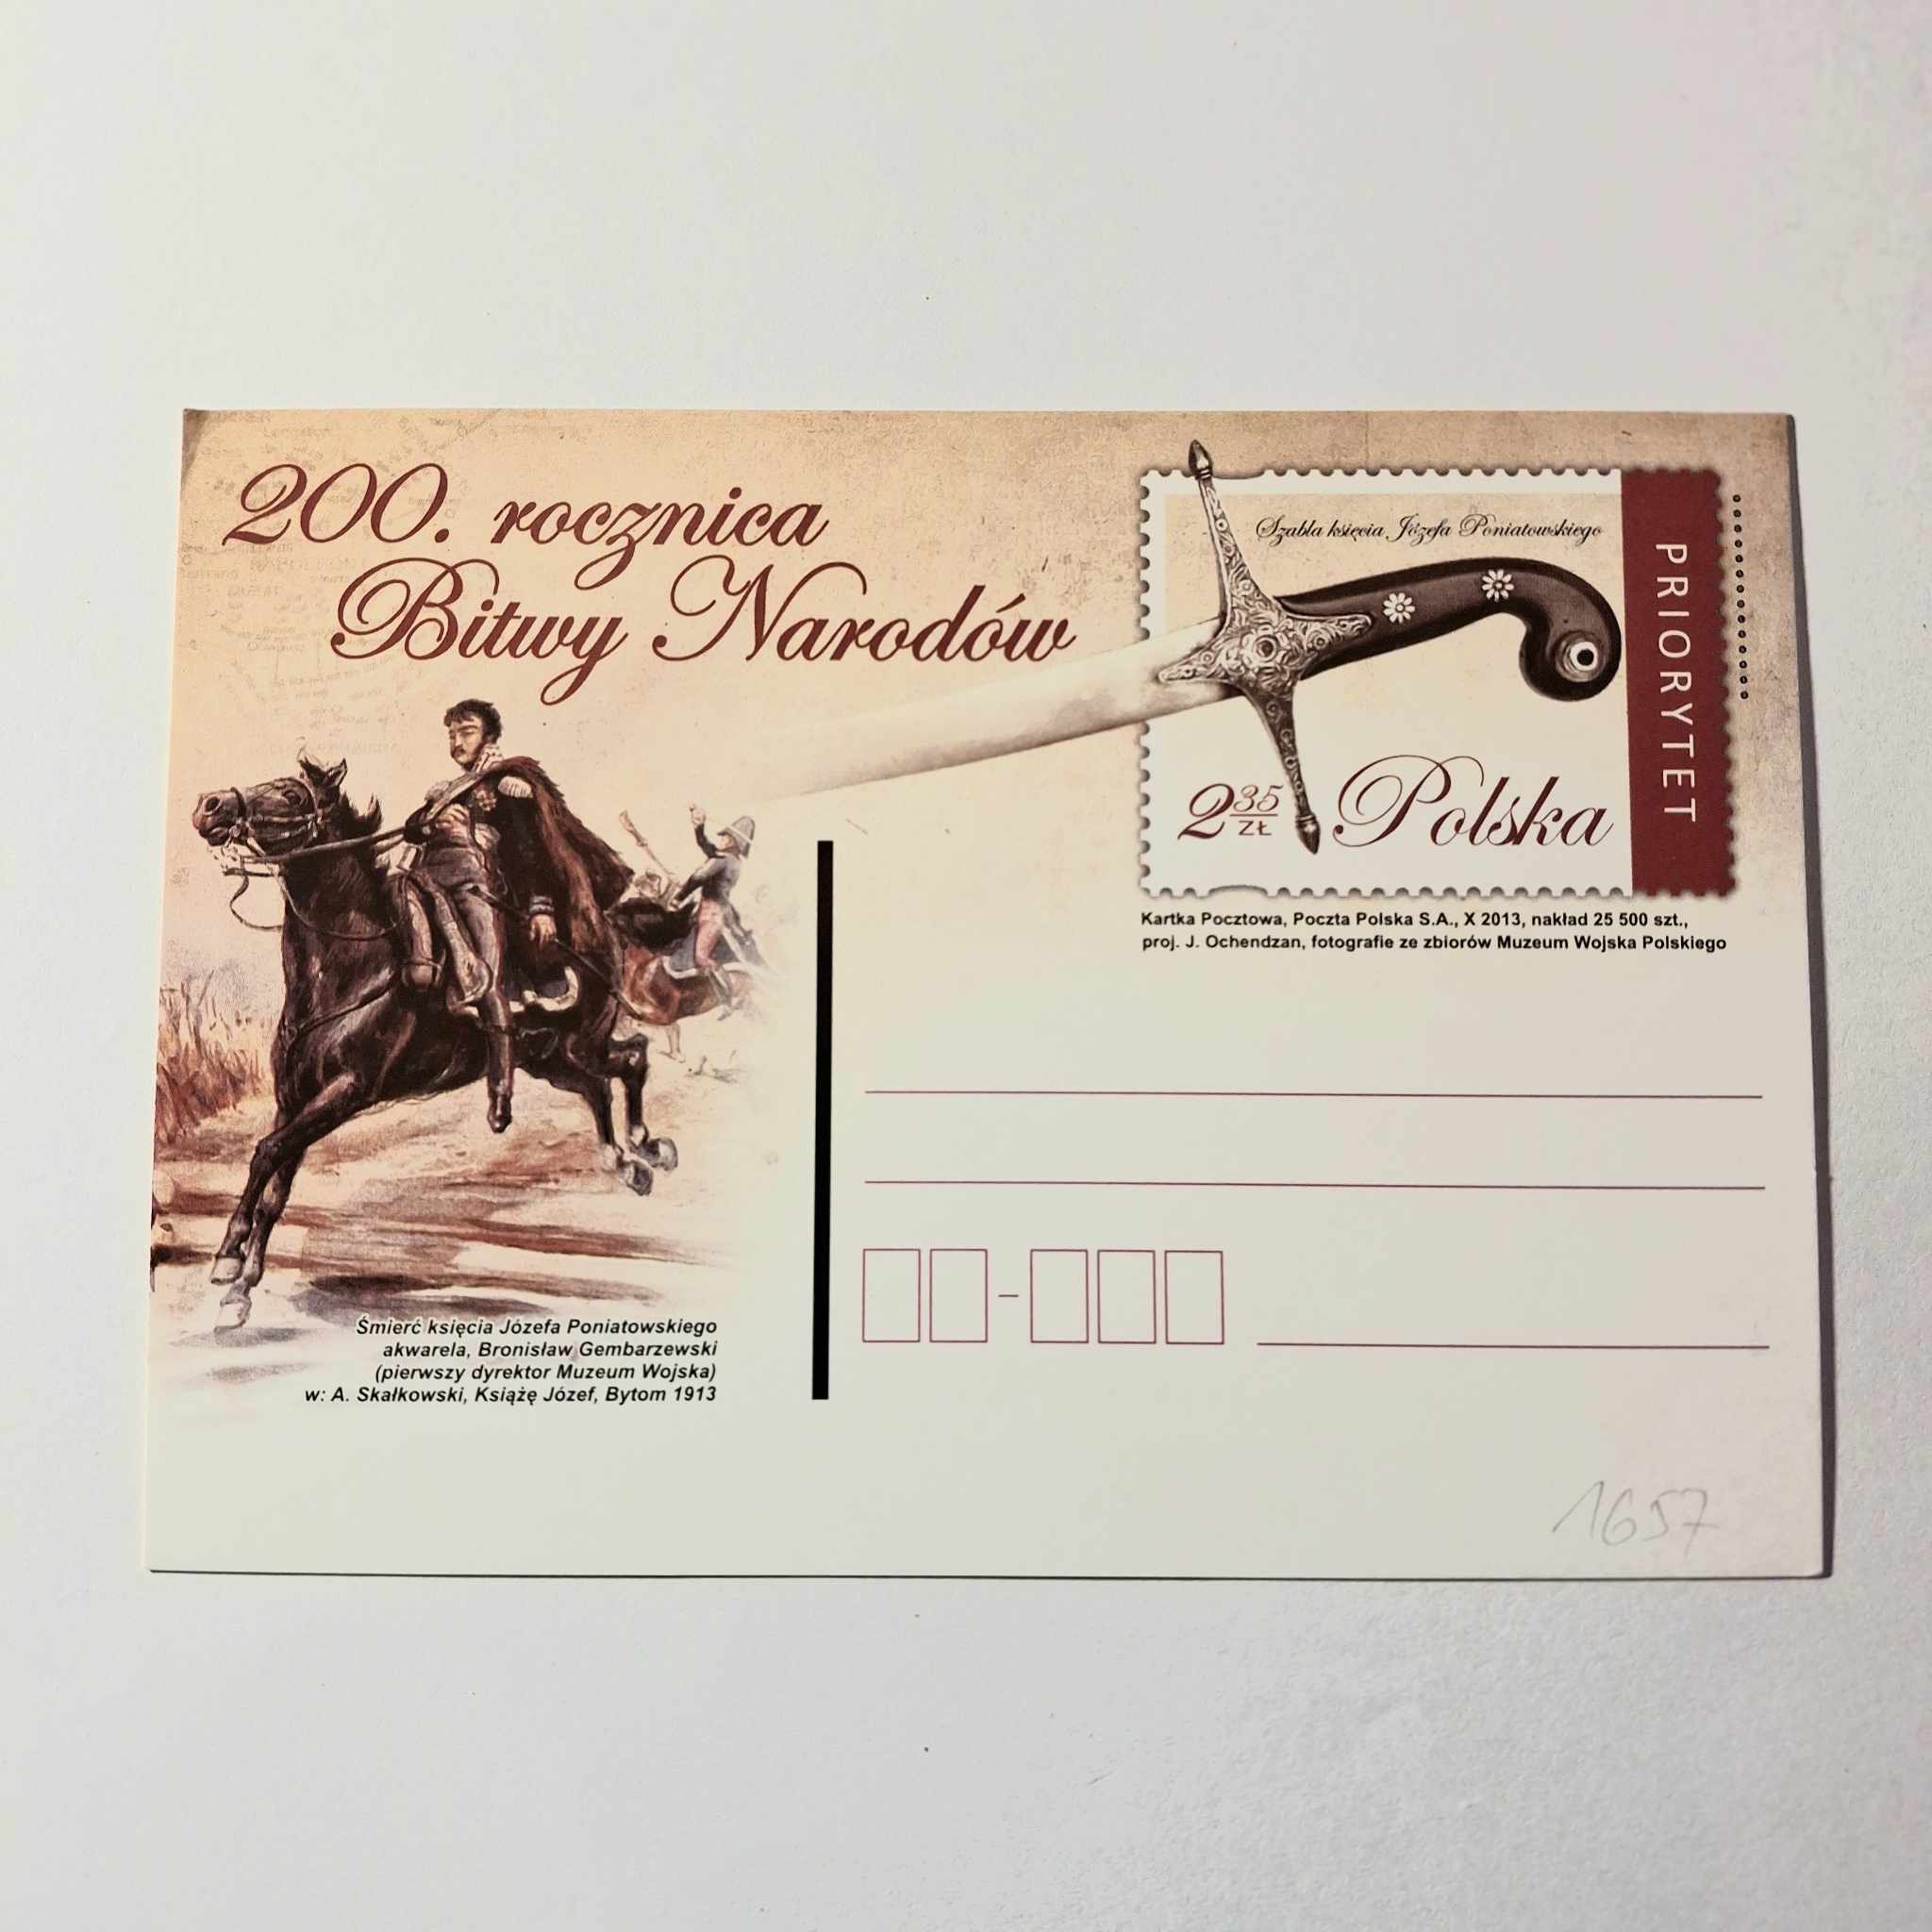 200. rocznica
Bitwy Narodów
Szabla księcia Józefa Poniatowskiego
PRIORYTET
2 35 ZŁ Polska
Kartka Pocztowa, Poczta Polska S.A., X 2013, nakład 25 500 szt.,
proj. J. Ochendzan, fotografie ze zbiorów Muzeum Wojska Polskiego
Śmierć księcia Józefa Poniatowskiego
akwarela, Bronisław Gembarzewski
(pierwszy dyrektor Muzeum Wojska)
w: A. Skałkowski, Książę Józef, Bytom 1913
1657